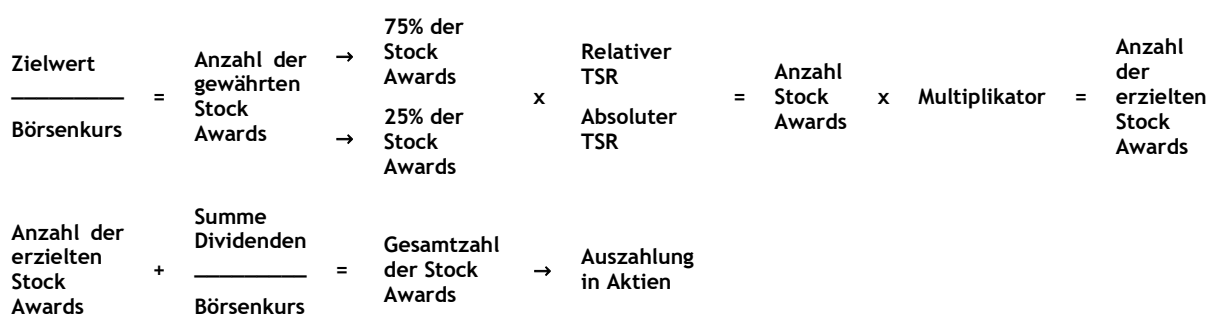 Zielwert
Börsenkurs
=
Anzahl der
gewährten
Stock
Awards
→
75% der
Stock
Awards
→
25% der
Stock
Awards
x
Relativer
TSR
Absoluter
TSR
=
Anzahl
Stock
Awards
x
Multiplikator
=
Anzahl
der
erzielten
Stock
Awards
Anzahl der
erzielten
Stock
Awards
+
Summe
Dividenden
Börsenkurs
=
Gesamtzahl
der Stock
Awards
→
Auszahlung
in Aktien